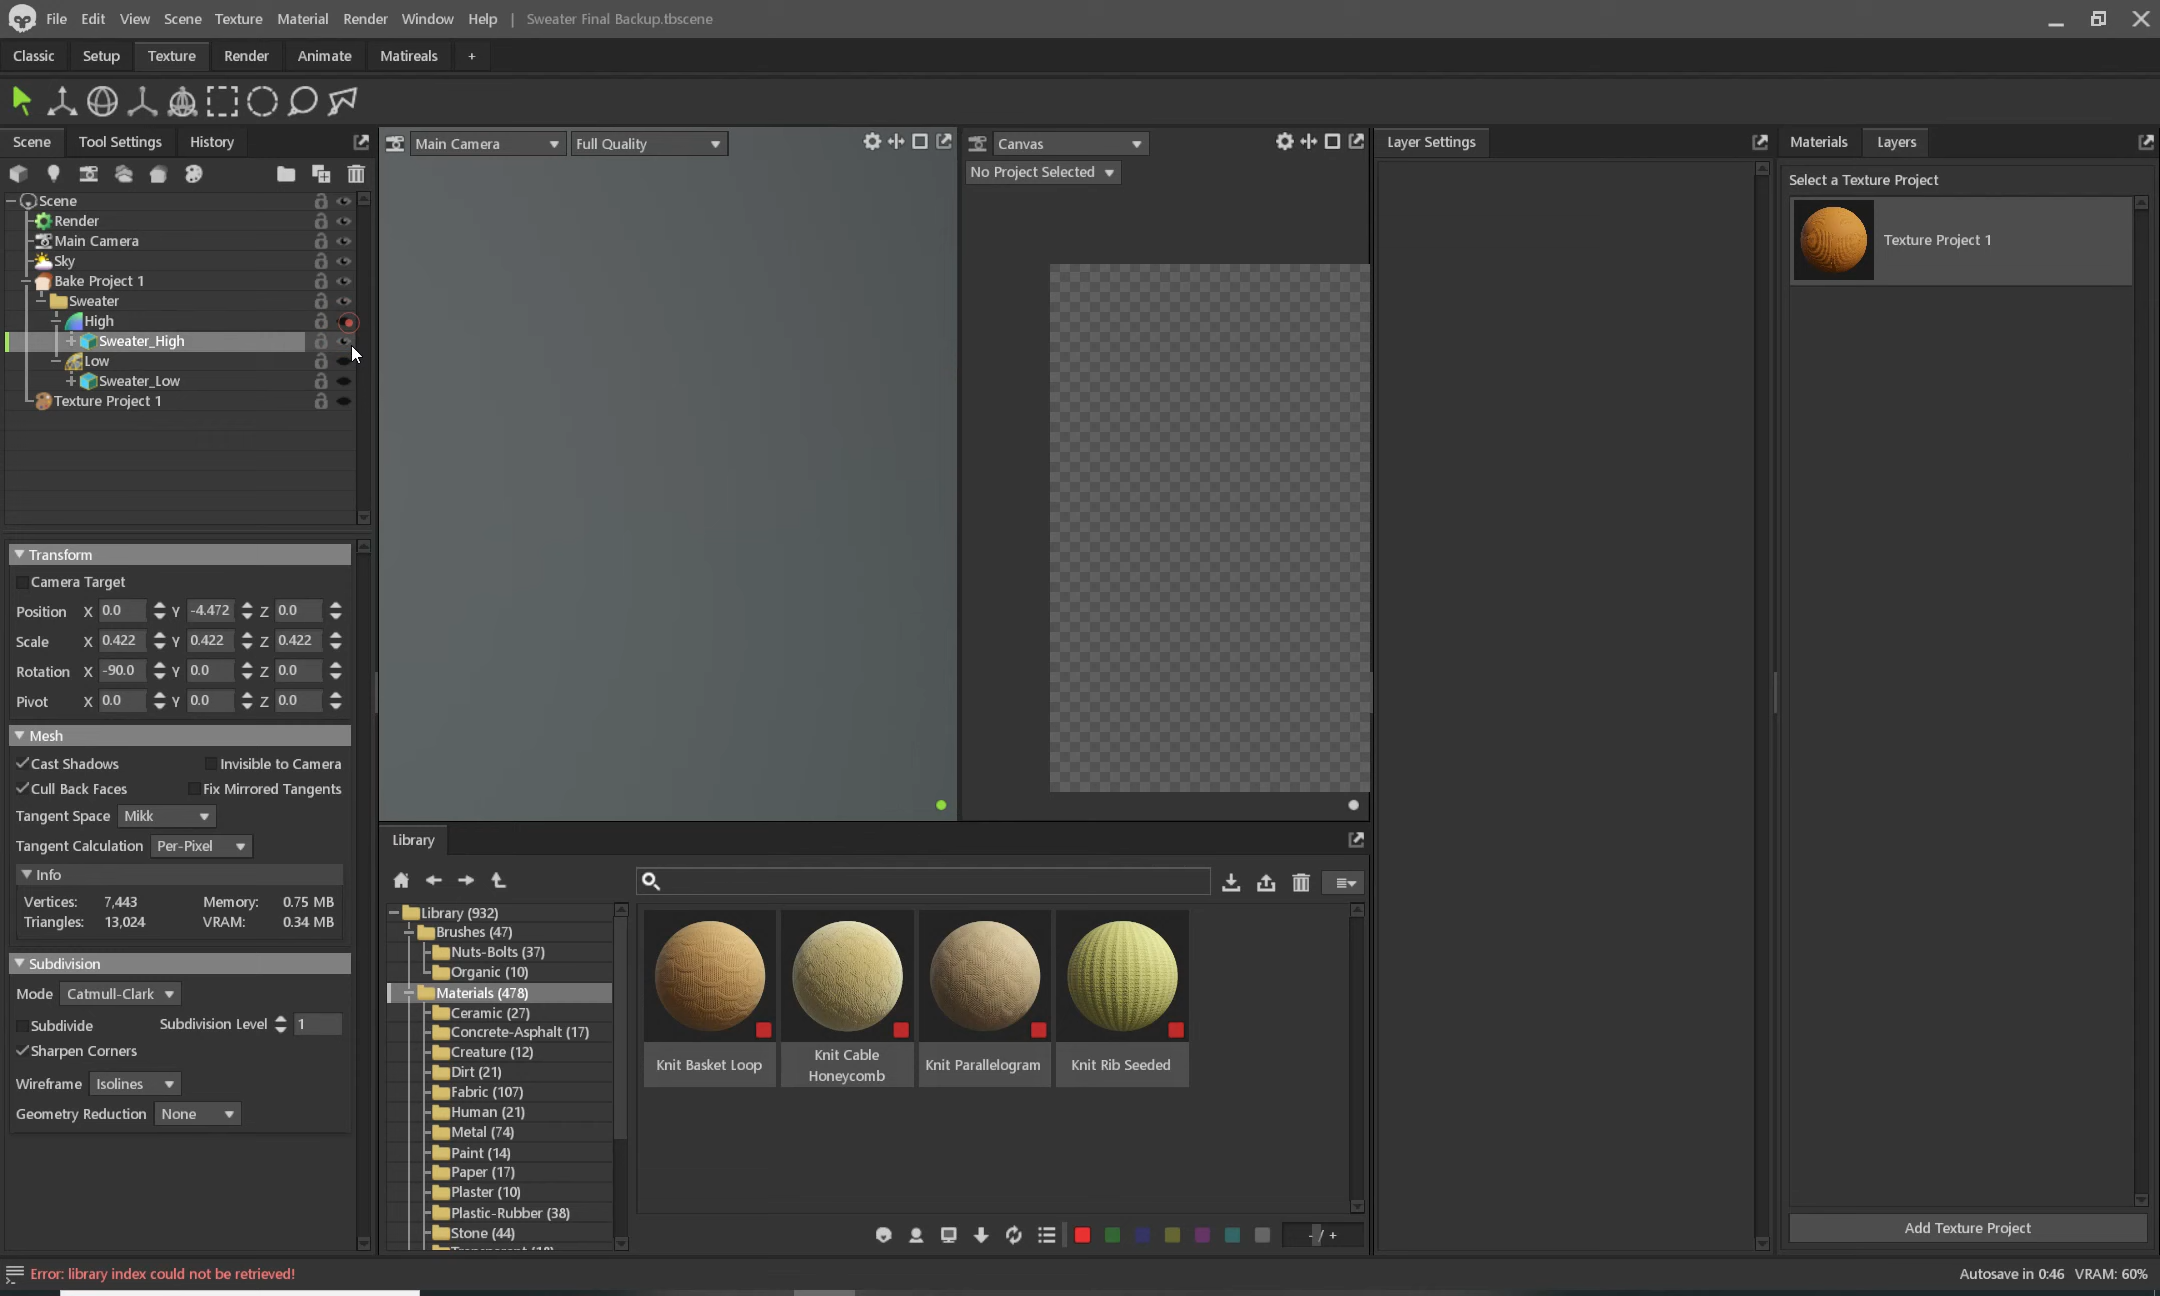 File Edit View Scene Texture Material Render Window Help | Sweater Final Backup.tbscene
Classic Setup Texture Render Animate Matireals +
Scene Tool Settings History
Main Camera Full Quality
Canvas
No Project Selected
Layer Settings
Materials Layers
Select a Texture Project
Texture Project 1
Add Texture Project
Scene
Render
Main Camera
Sky
Bake Project 1
Sweater
High
Sweater_High
Low
Sweater_Low
Texture Project 1
Transform
Camera Target
Position X 0.0 Y -4.472 Z 0.0
Scale X 0.422 Y 0.422 Z 0.422
Rotation X -90.0 Y 0.0 Z 0.0
Pivot X 0.0 Y 0.0 Z 0.0
Mesh
Cast Shadows Invisible to Camera
Cull Back Faces Fix Mirrored Tangents
Tangent Space Mikk
Tangent Calculation Per-Pixel
Info
Vertices: 7,443 Memory: 0.75 MB
Triangles: 13,024 VRAM: 0.34 MB
Subdivision
Mode Catmull-Clark
Subdivide Subdivision Level 1
Sharpen Corners
Wireframe Isolines
Geometry Reduction None
Library
Library (932)
Brushes (47)
Nuts-Bolts (37)
Organic (10)
Materials (478)
Ceramic (27)
Concrete-Asphalt (17)
Creature (12)
Dirt (21)
Fabric (107)
Human (21)
Metal (74)
Paint (14)
Paper (17)
Plaster (10)
Plastic-Rubber (38)
Stone (44)
Knit Basket Loop
Knit Cable
Honeycomb
Knit Parallelogram
Knit Rib Seeded
- / +
Error: library index could not be retrieved!
Autosave in 0:46 VRAM: 60%